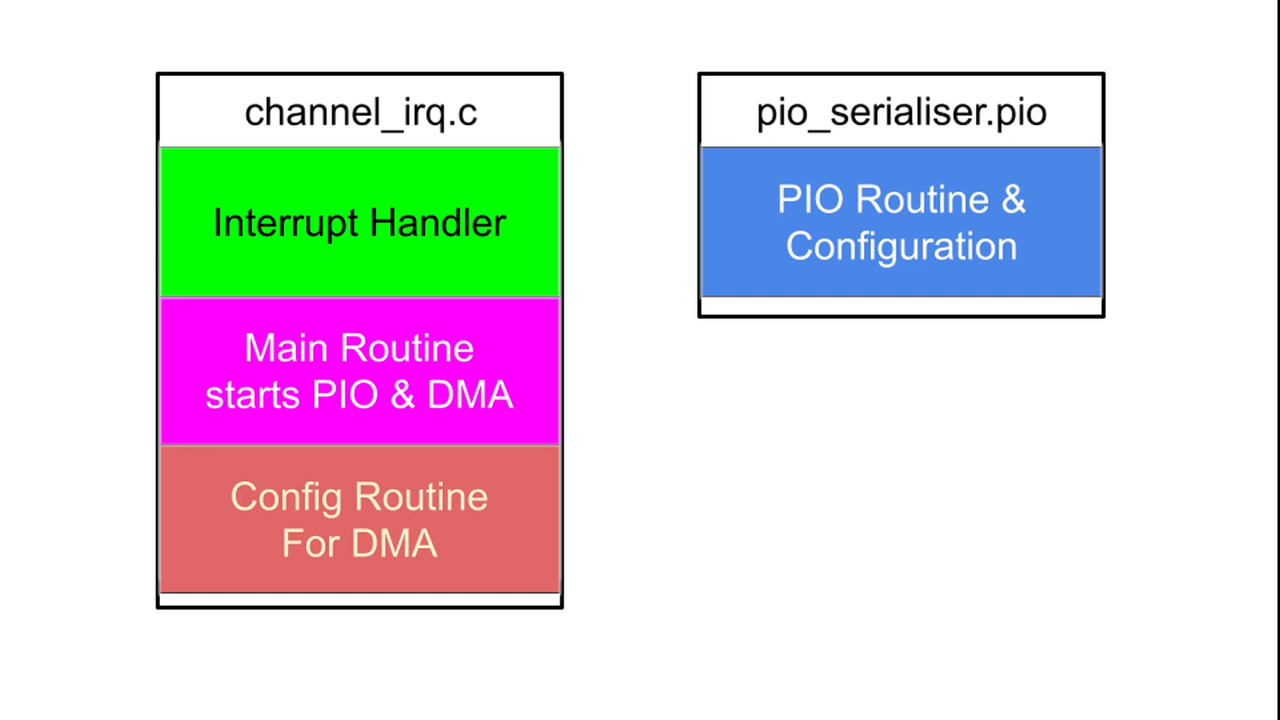 channel_irq.c
Interrupt Handler
Main Routine
starts PIO & DMA
Config Routine
For DMA
pio_serialiser.pio
PIO Routine &
Configuration